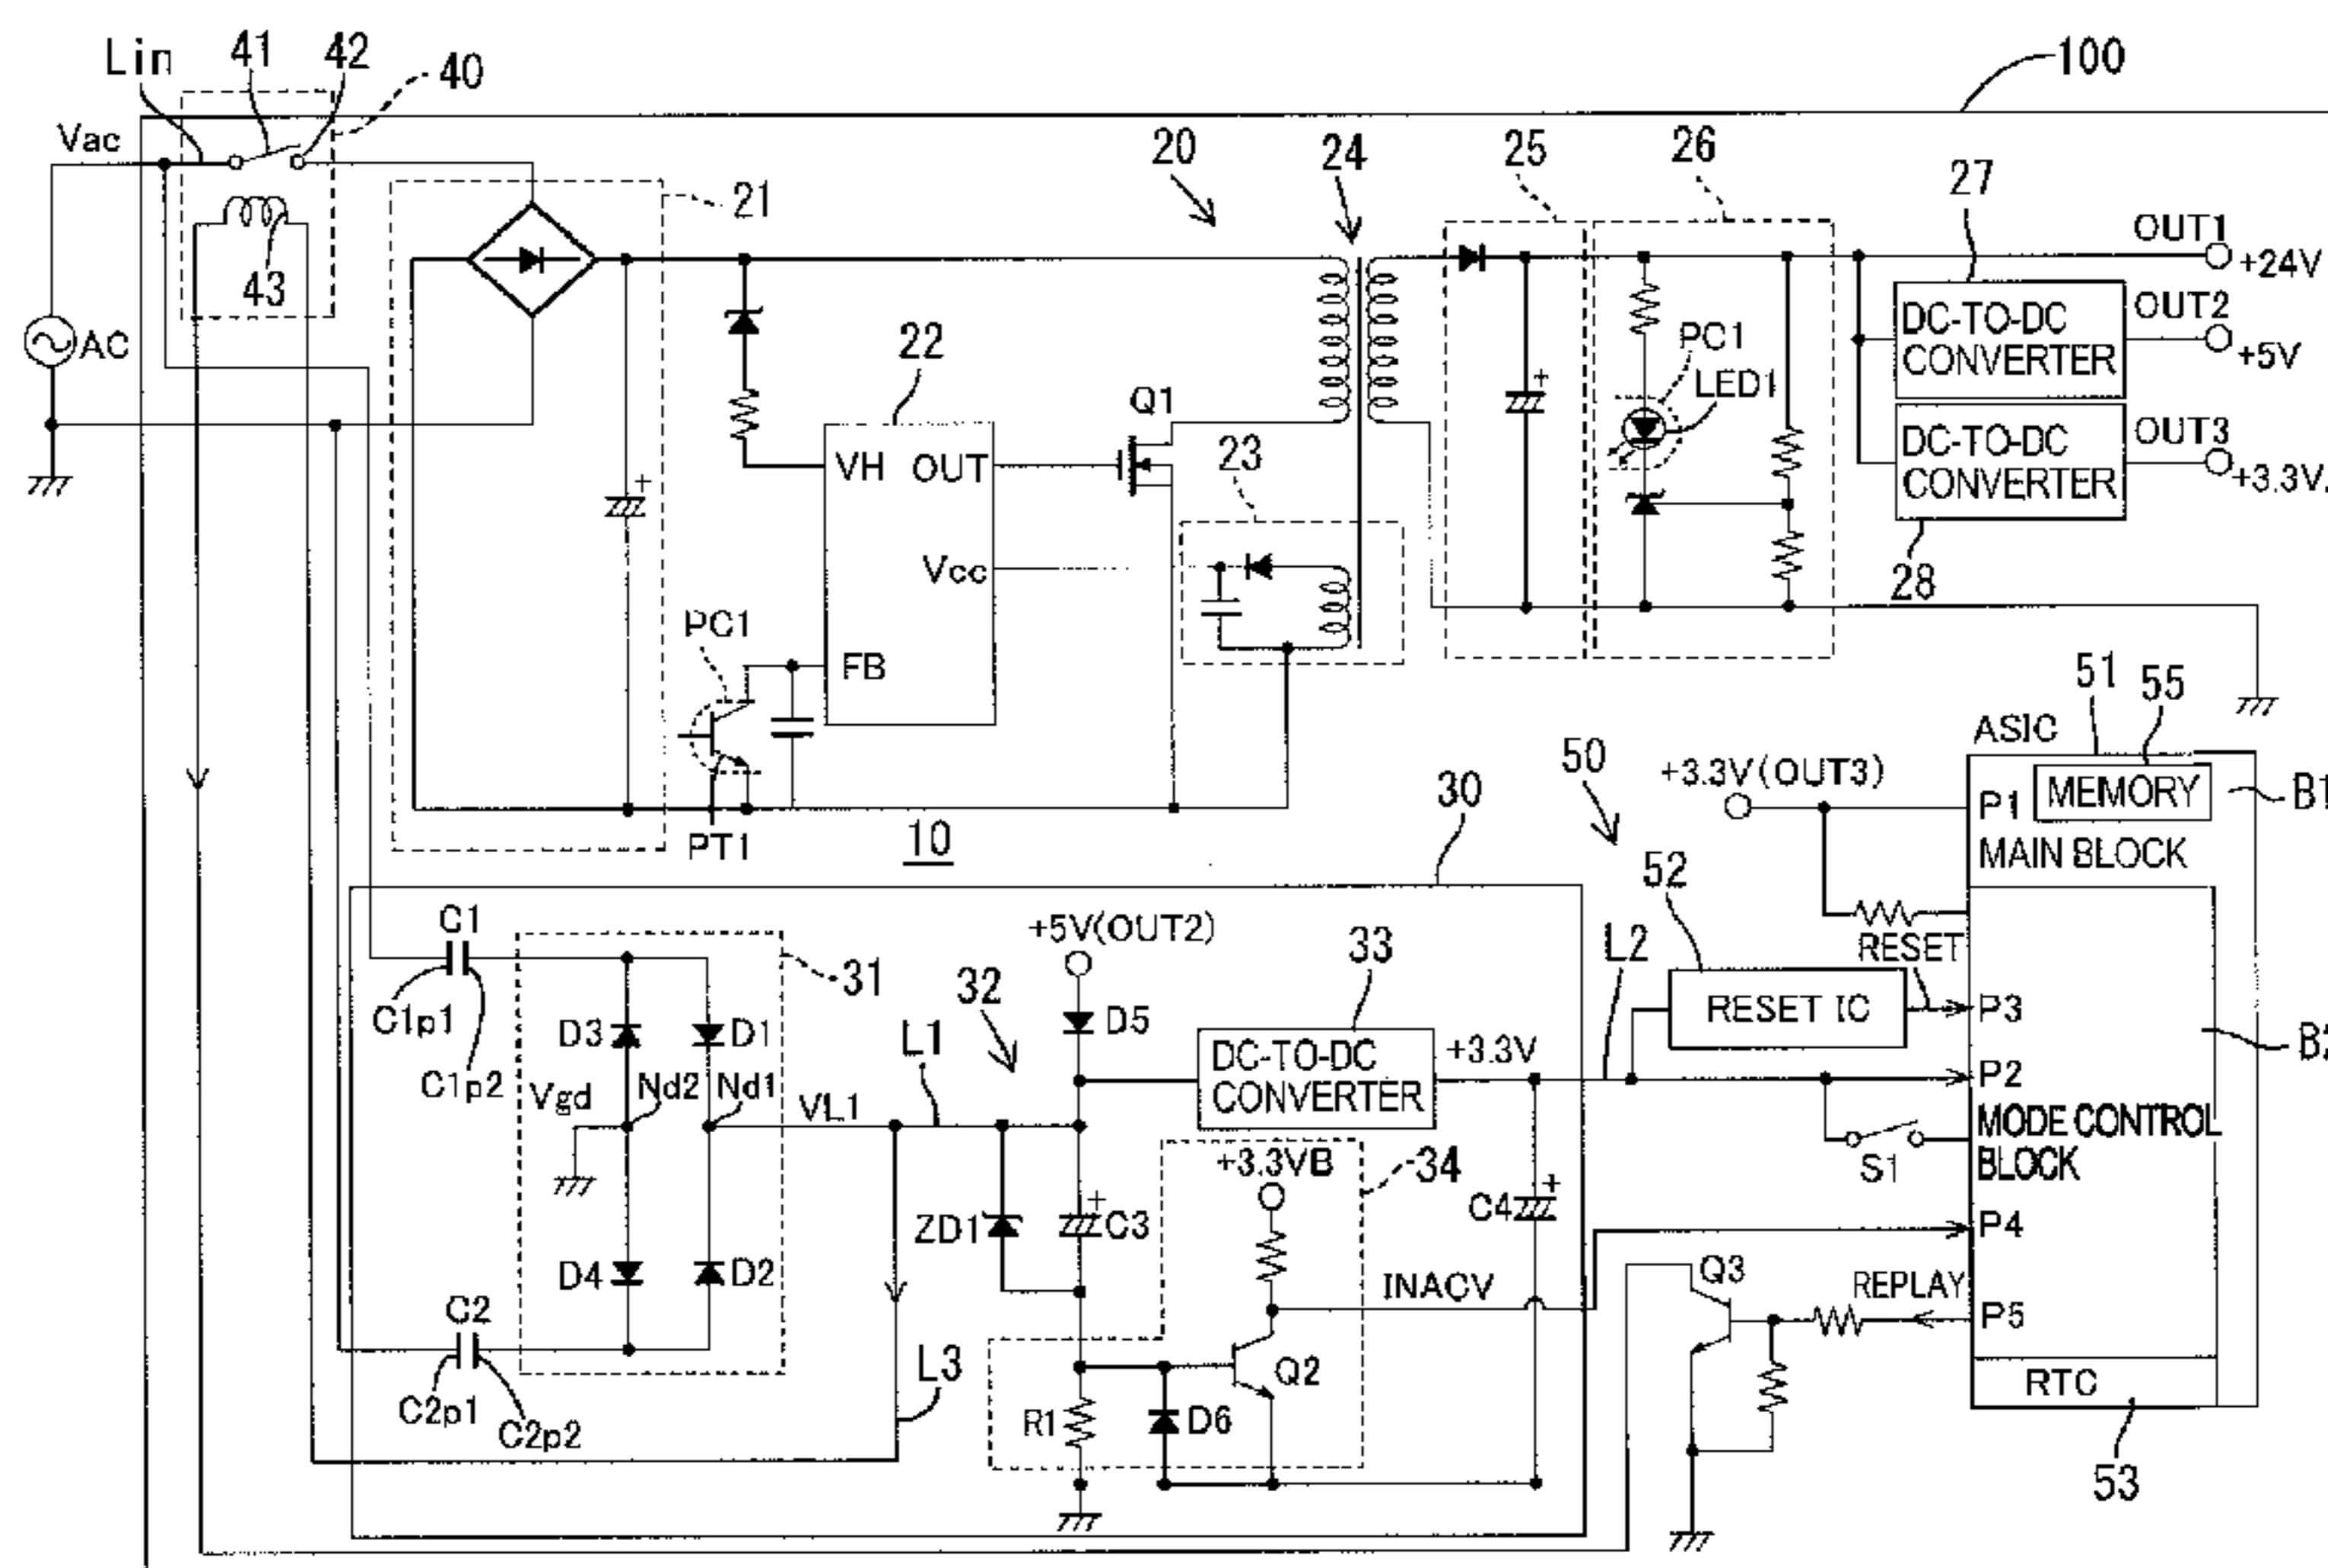 Lin
41
42
40
100
Vac
20
24
25
26
27
21
OUT1
+24V
43
22
PC1
DC-TO-DC
CONVERTER
OUT2
+5V
AC
LED1
Q1
23
VH
OUT
DC-TO-DC
CONVERTER
OUT3
+3.3V
Vcc
28
PC1
FB
51
55
ASIC
50
+3.3V(OUT3)
P1
MEMORY
B1
30
PT1
10
MAIN BLOCK
52
C1
+5V(OUT2)
33
L2
RESET
31
32
C1p1
RESET IC
P3
D3
D1
L1
D5
DC-TO-DC
CONVERTER
+3.3V
C1p2
Vgd
Nd2
Nd1
VL1
P2
MODE CONTROL
BLOCK
+3.3VB
34
S1
ZD1
C3
C4
P4
D4
D2
INACV
Q3
REPLAY
C2
P5
L3
Q2
RTC
C2p1
C2p2
R1
D6
53